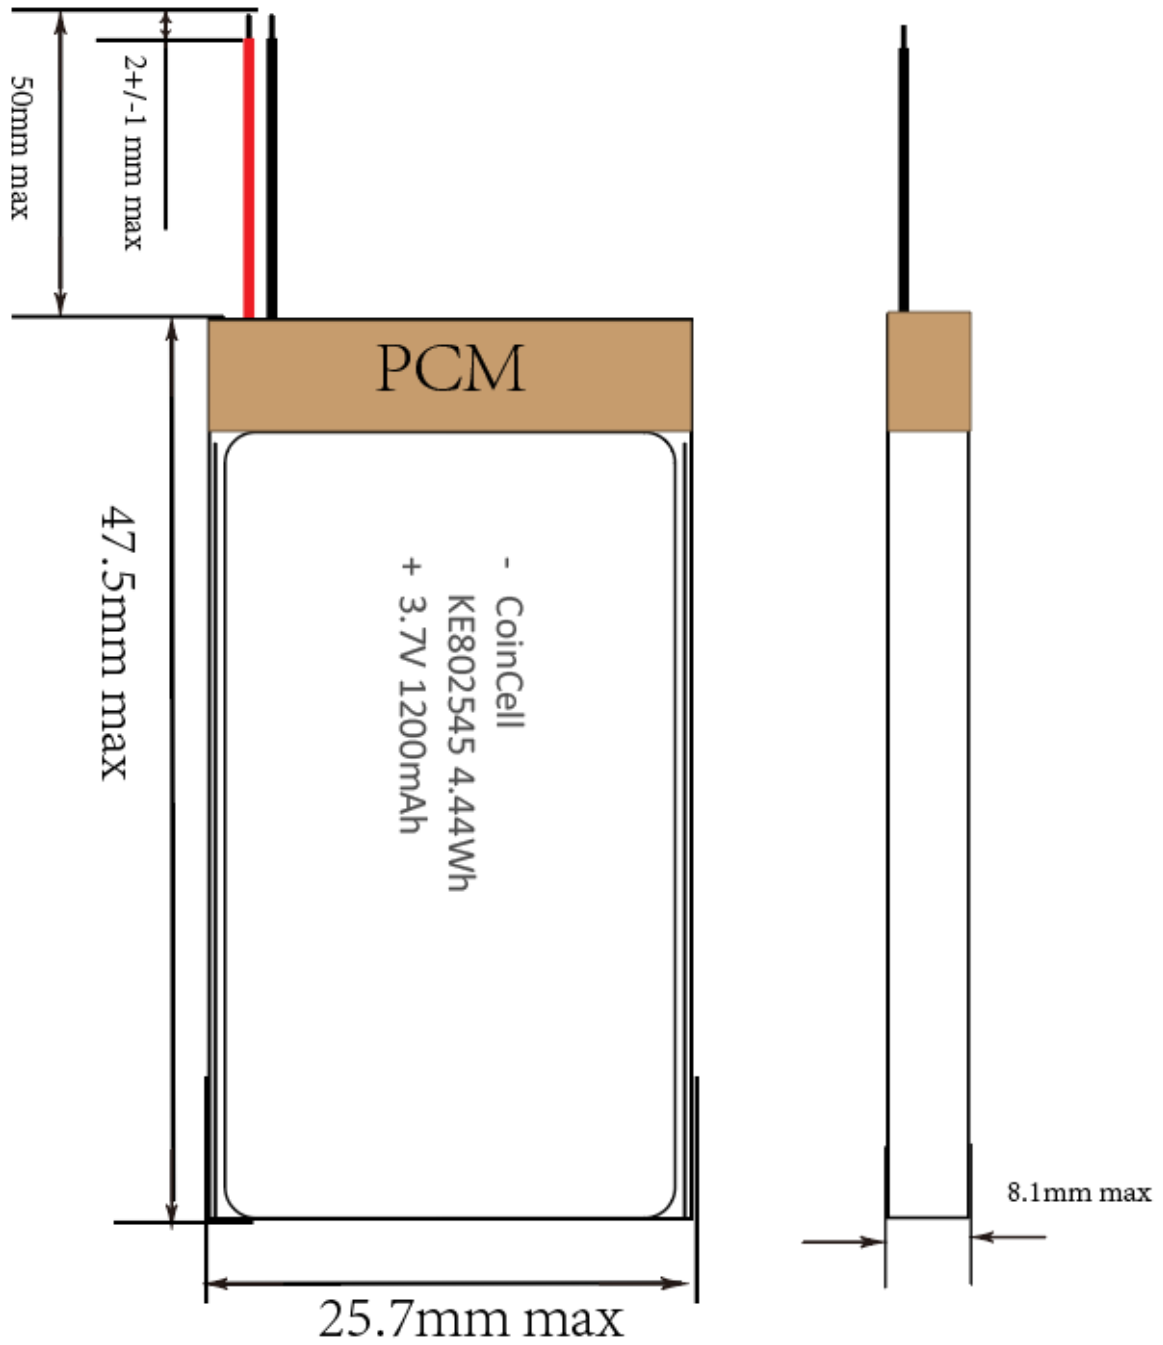 50mm max
2+/-1 mm max
PCM
47.5mm max
- CoinCell
KE802545 4.44Wh
+ 3.7V 1200mAh
8.1mm max
25.7mm max